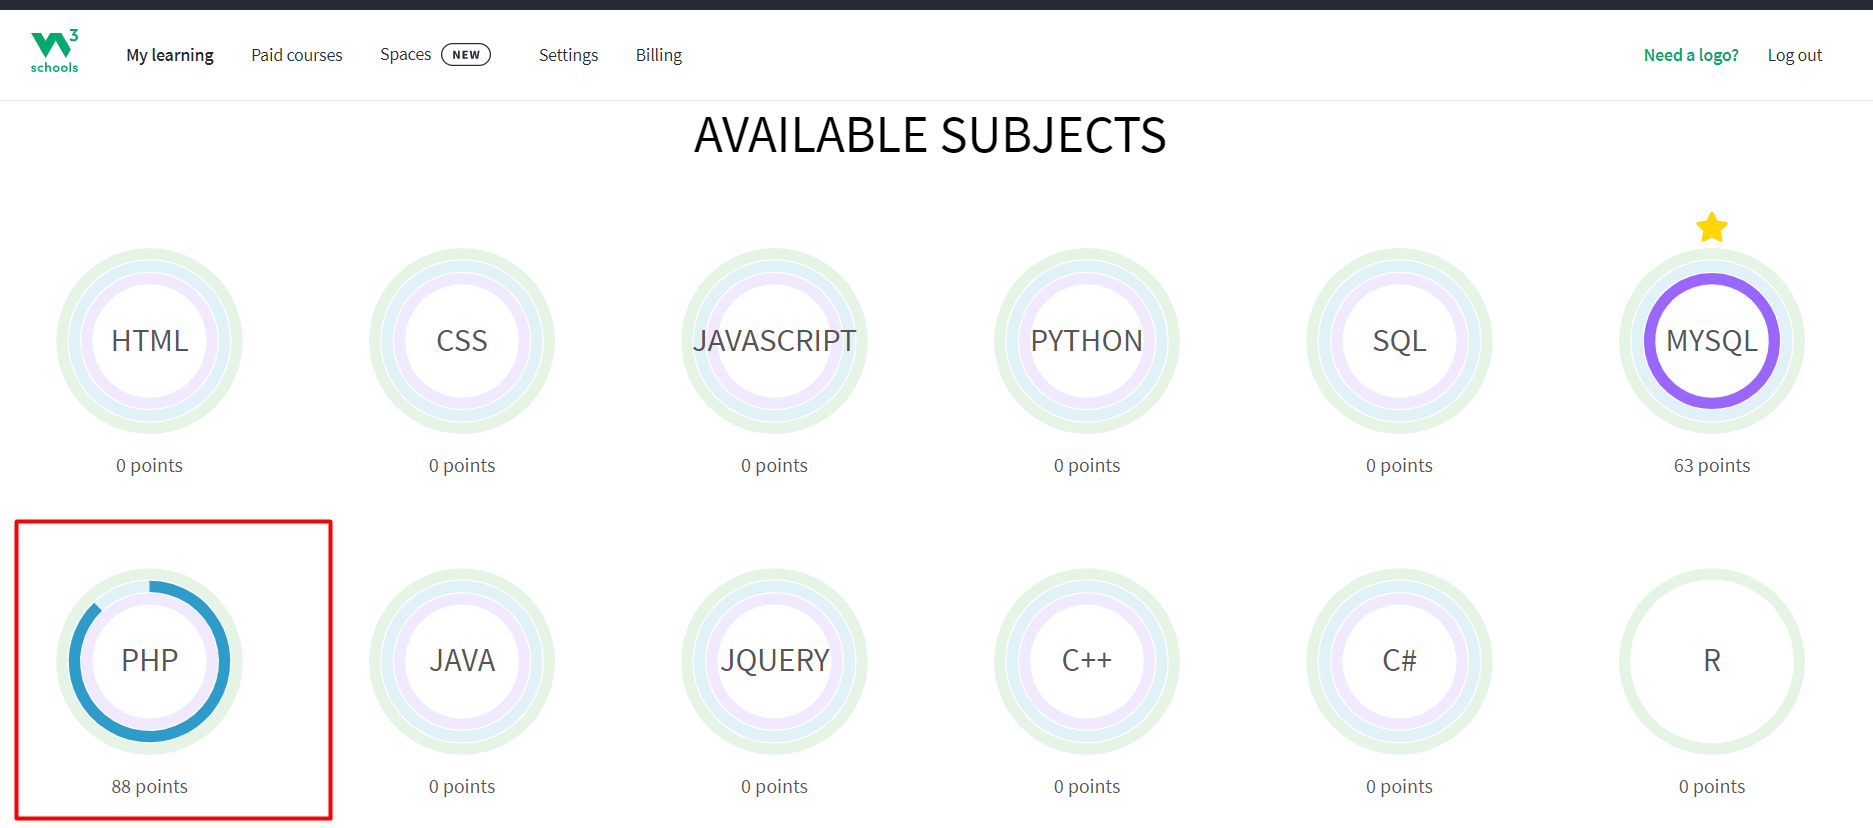 3
schools
My learning
Paid courses
Spaces NEW
Settings
Billing
Need a logo?
Log out
AVAILABLE SUBJECTS
HTML
0 points
CSS
0 points
JAVASCRIPT
0 points
PYTHON
0 points
SQL
0 points
MYSQL
63 points
PHP
88 points
JAVA
0 points
JQUERY
0 points
C++
0 points
C#
0 points
R
0 points